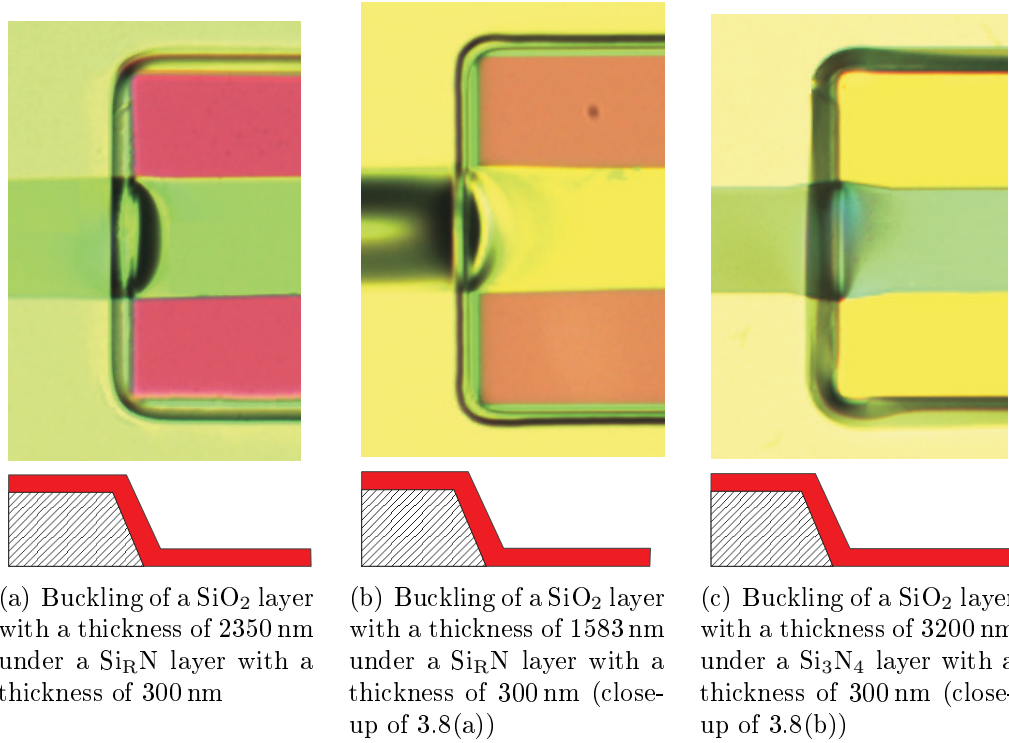 (a) Buckling of a SiO₂ layer
with a thickness of 2350 nm
under a SiRN layer with a
thickness of 300 nm
(b) Buckling of a SiO₂ layer
with a thickness of 1583 nm
under a SiRN layer with a
thickness of 300 nm (close-
up of 3.8(a))
(c) Buckling of a SiO₂ layer
with a thickness of 3200 nm
under a Si₃N₄ layer with a
thickness of 300 nm (close-
up of 3.8(b))